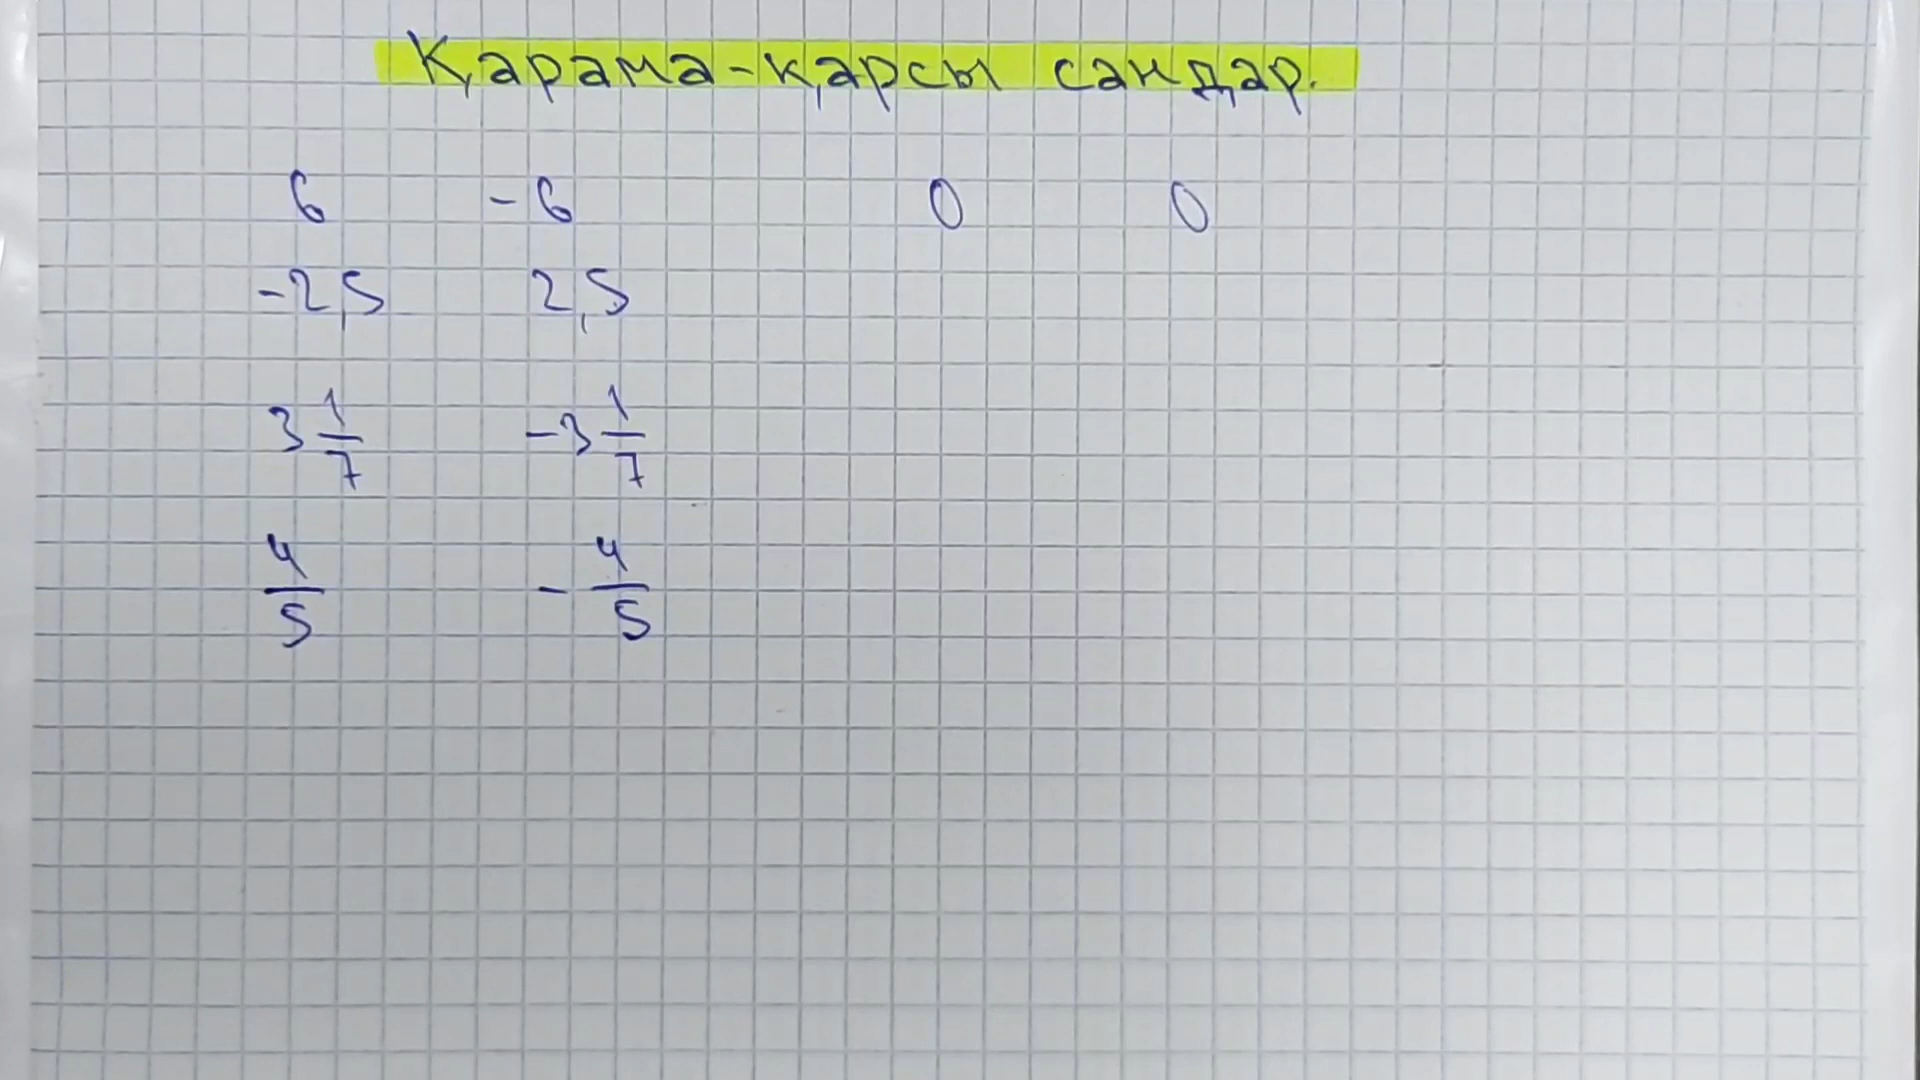 Қарама-қарсы сандар.
6 -6 0 0
-2,5 2,5
3 1/7 -3 1/7
4/5 -4/5